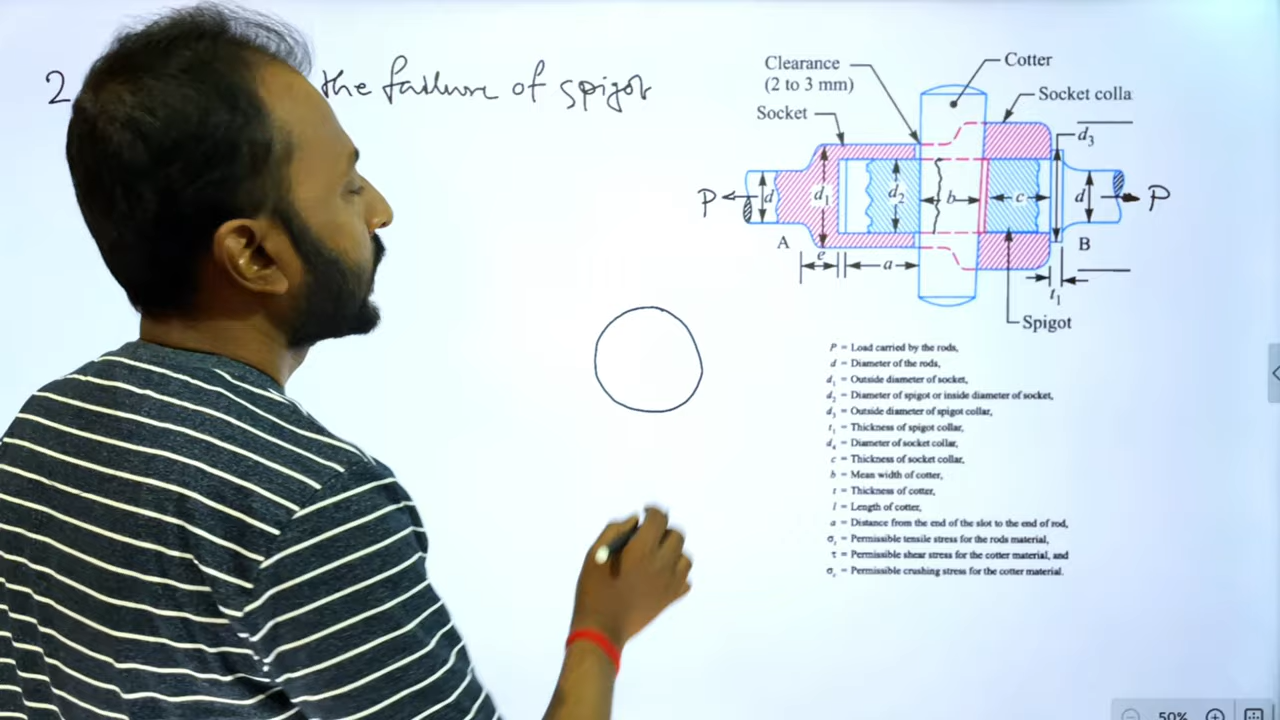 2 the failure of spigot
Clearance
(2 to 3 mm)
Cotter
Socket colla
Socket
d3
P
d
d1
d2
b
c
d
P
A
B
e
a
t1
Spigot
P = Load carried by the rods,
d = Diameter of the rods,
d1 = Outside diameter of socket,
d2 = Diameter of spigot or inside diameter of socket,
d3 = Outside diameter of spigot collar,
t1 = Thickness of spigot collar,
d4 = Diameter of socket collar,
c = Thickness of socket collar,
b = Mean width of cotter,
t = Thickness of cotter,
l = Length of cotter,
a = Distance from the end of the slot to the end of rod,
σt = Permissible tensile stress for the rods material,
τ = Permissible shear stress for the cotter material, and
σc = Permissible crushing stress for the cotter material.
50%